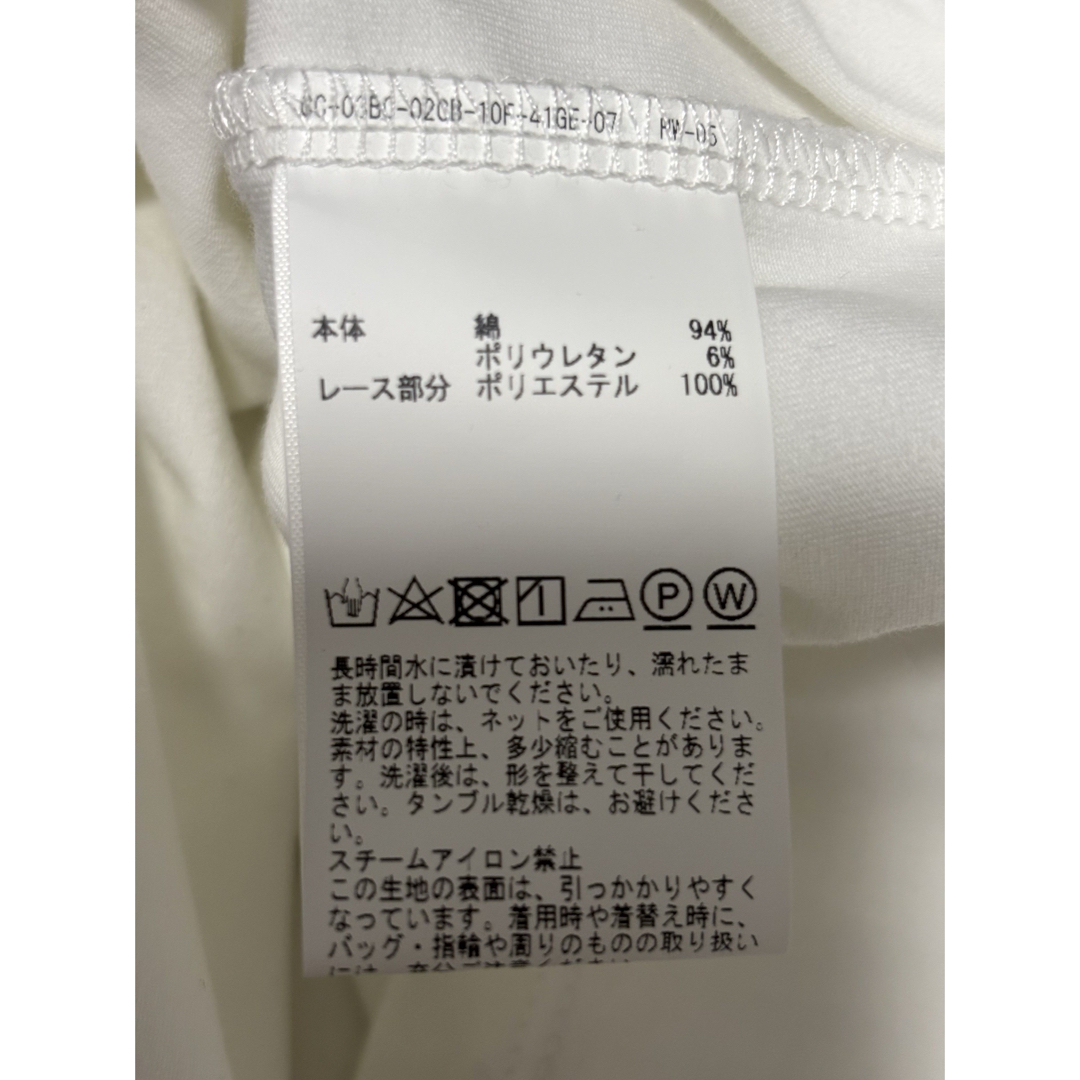 本体 綿 94%
ポリウレタン 6%
レース部分 ポリエステル 100%
P W
長時間水に漬けておいたり、濡れたま
ま放置しないでください。
洗濯の時は、ネットをご使用ください。
素材の特性上、多少縮むことがありま
す。洗濯後は、形を整えて干してくだ
さい。タンブル乾燥は、お避けくださ
い。
スチームアイロン禁止
この生地の表面は、引っかかりやすく
なっています。着用時や着替え時に、
バッグ・指輪や周りのものの取り扱い